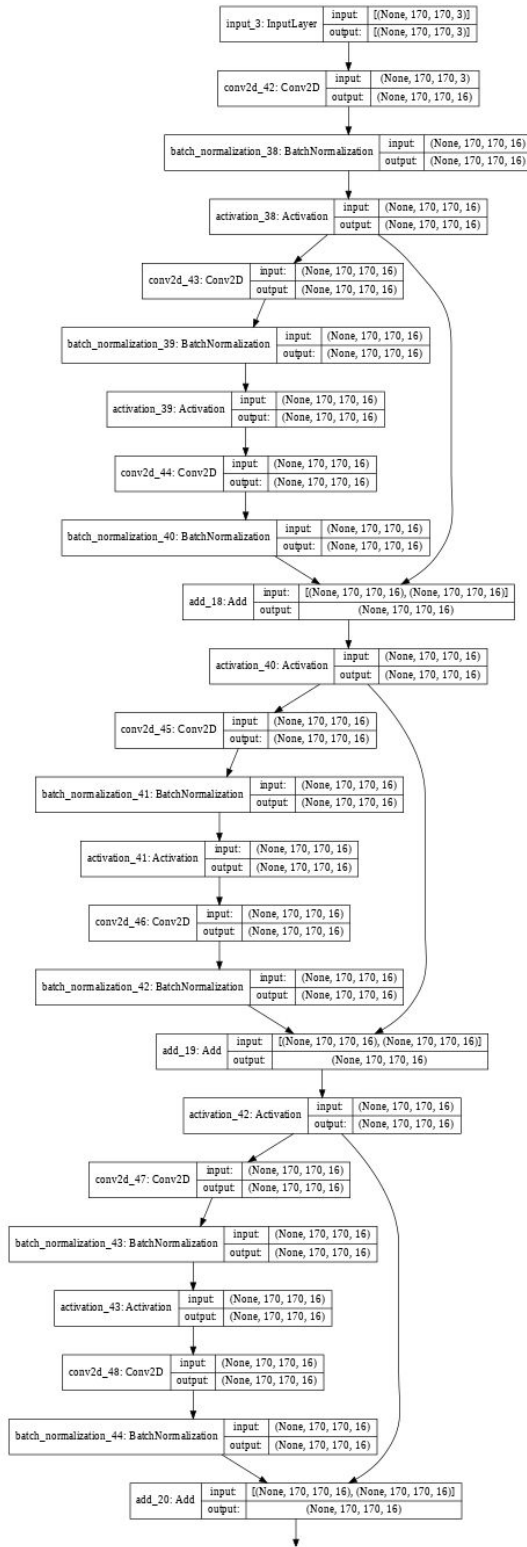 input_3: InputLayer input: [(None, 170, 170, 3)]
output: [(None, 170, 170, 3)]
conv2d_42: Conv2D input: (None, 170, 170, 3)
output: (None, 170, 170, 16)
batch_normalization_38: BatchNormalization input: (None, 170, 170, 16)
output: (None, 170, 170, 16)
activation_38: Activation input: (None, 170, 170, 16)
output: (None, 170, 170, 16)
conv2d_43: Conv2D input: (None, 170, 170, 16)
output: (None, 170, 170, 16)
batch_normalization_39: BatchNormalization input: (None, 170, 170, 16)
output: (None, 170, 170, 16)
activation_39: Activation input: (None, 170, 170, 16)
output: (None, 170, 170, 16)
conv2d_44: Conv2D input: (None, 170, 170, 16)
output: (None, 170, 170, 16)
batch_normalization_40: BatchNormalization input: (None, 170, 170, 16)
output: (None, 170, 170, 16)
add_18: Add input: [(None, 170, 170, 16), (None, 170, 170, 16)]
output: (None, 170, 170, 16)
activation_40: Activation input: (None, 170, 170, 16)
output: (None, 170, 170, 16)
conv2d_45: Conv2D input: (None, 170, 170, 16)
output: (None, 170, 170, 16)
batch_normalization_41: BatchNormalization input: (None, 170, 170, 16)
output: (None, 170, 170, 16)
activation_41: Activation input: (None, 170, 170, 16)
output: (None, 170, 170, 16)
conv2d_46: Conv2D input: (None, 170, 170, 16)
output: (None, 170, 170, 16)
batch_normalization_42: BatchNormalization input: (None, 170, 170, 16)
output: (None, 170, 170, 16)
add_19: Add input: [(None, 170, 170, 16), (None, 170, 170, 16)]
output: (None, 170, 170, 16)
activation_42: Activation input: (None, 170, 170, 16)
output: (None, 170, 170, 16)
conv2d_47: Conv2D input: (None, 170, 170, 16)
output: (None, 170, 170, 16)
batch_normalization_43: BatchNormalization input: (None, 170, 170, 16)
output: (None, 170, 170, 16)
activation_43: Activation input: (None, 170, 170, 16)
output: (None, 170, 170, 16)
conv2d_48: Conv2D input: (None, 170, 170, 16)
output: (None, 170, 170, 16)
batch_normalization_44: BatchNormalization input: (None, 170, 170, 16)
output: (None, 170, 170, 16)
add_20: Add input: [(None, 170, 170, 16), (None, 170, 170, 16)]
output: (None, 170, 170, 16)